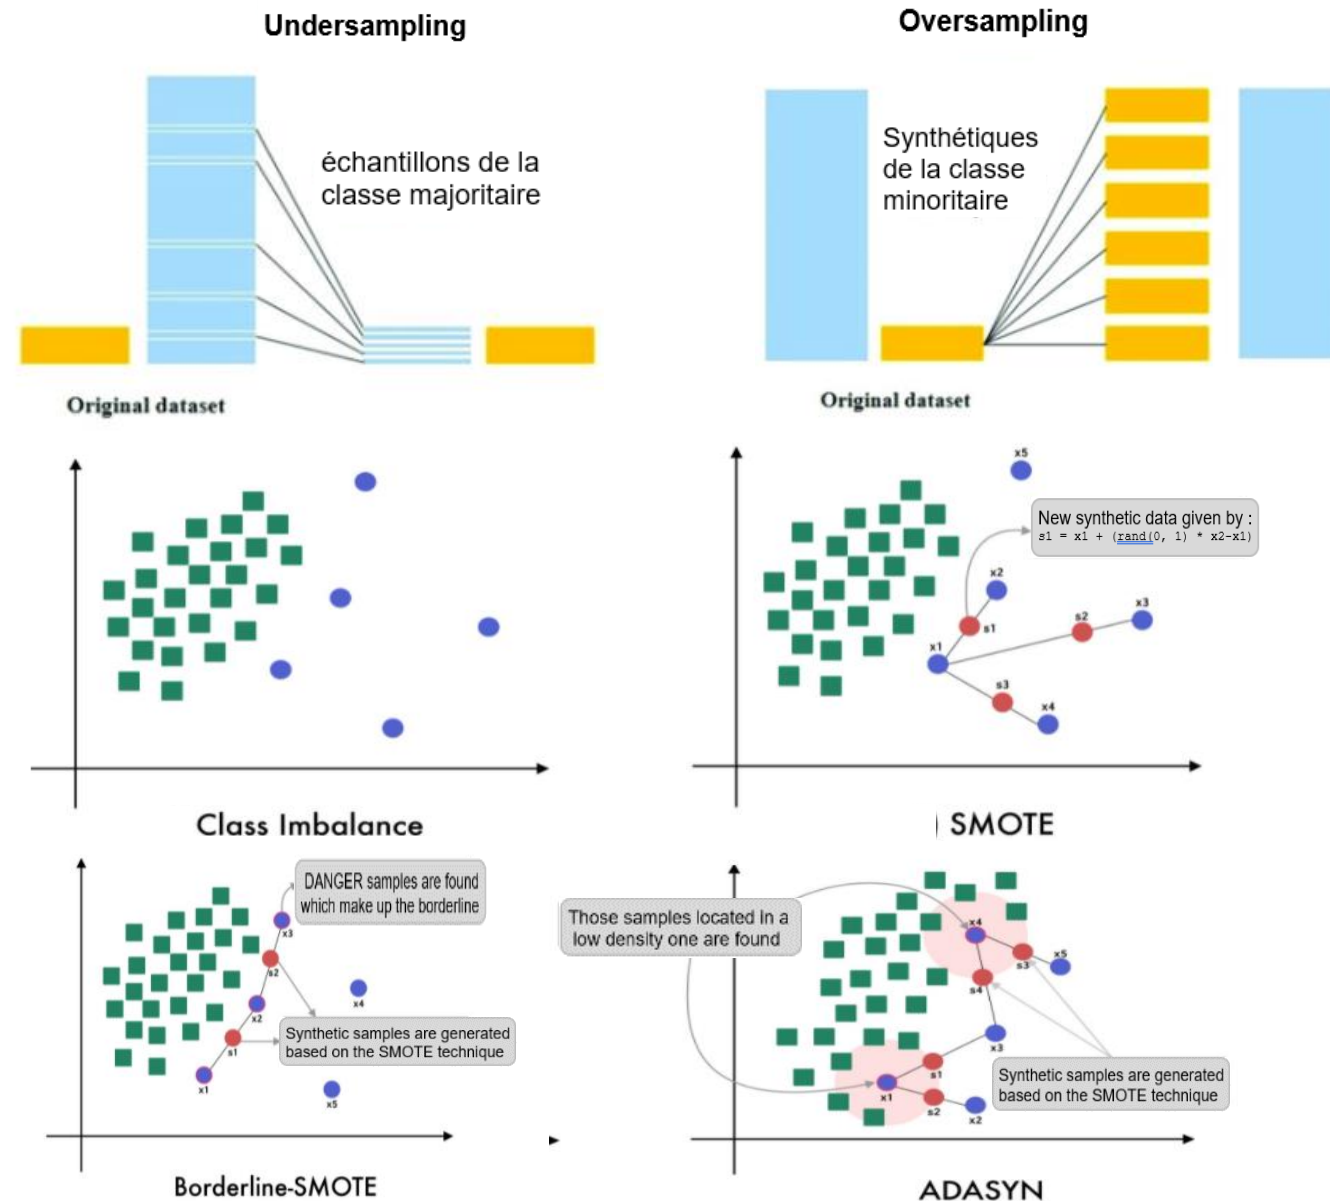 Undersampling
Oversampling
échantillons de la
classe majoritaire
Synthétiques
de la classe
minoritaire
Original dataset
Original dataset
x5
New synthetic data given by :
s1 = x1 + (rand(0, 1) * x2-x1)
x2
s1
x1
s2
x3
s3
x4
Class Imbalance
) SMOTE
DANGER samples are found
which make up the borderline
x3
s2
x2
s1
x1
x4
x5
Synthetic samples are generated
based on the SMOTE technique
Borderline-SMOTE
Those samples located in a
low density one are found
x4
s3
x5
s4
x3
s1
x1
s2
x2
Synthetic samples are generated
based on the SMOTE technique
ADASYN